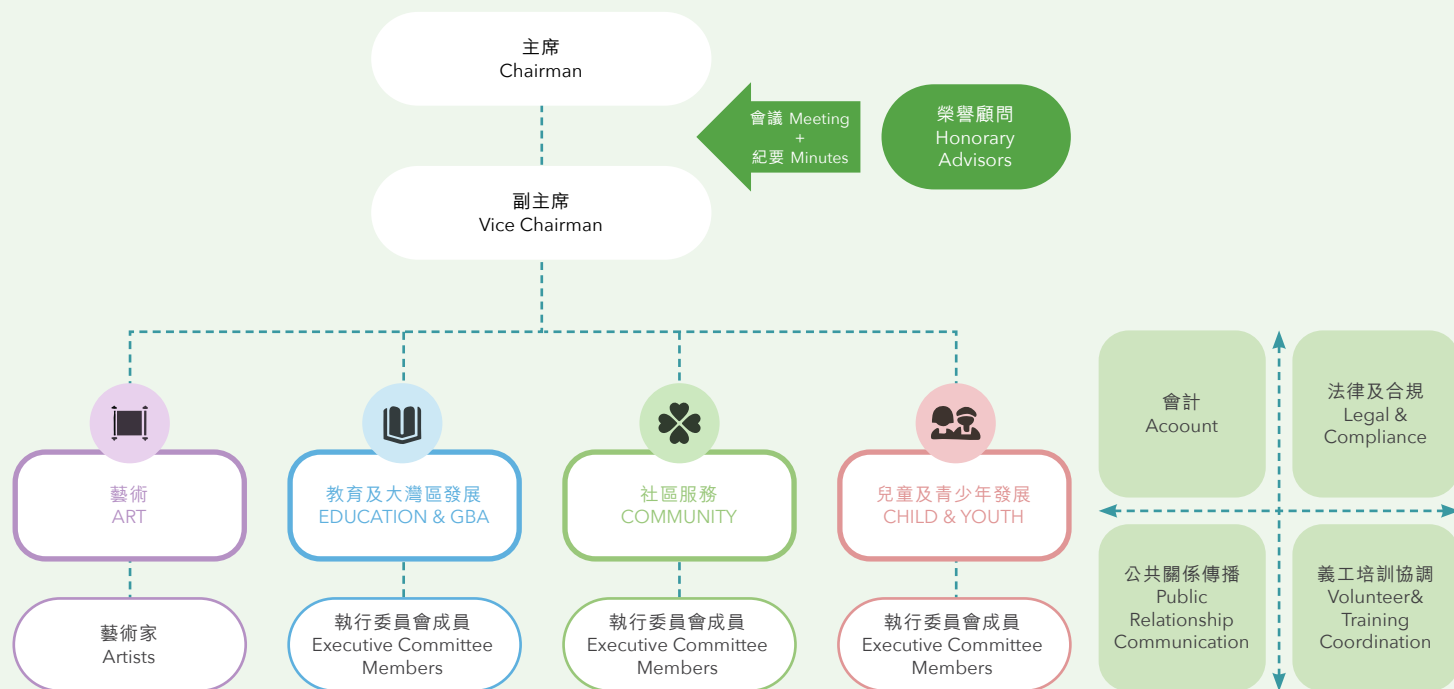 主席
Chairman
會議 Meeting
+
紀要 Minutes
榮譽顧問
Honorary
Advisors
副主席
Vice Chairman
藝術
ART
教育及大灣區發展
EDUCATION & GBA
社區服務
COMMUNITY
兒童及青少年發展
CHILD & YOUTH
藝術家
Artists
執行委員會成員
Executive Committee
Members
執行委員會成員
Executive Committee
Members
執行委員會成員
Executive Committee
Members
會計
Acoount
法律及合規
Legal &
Compliance
公共關係傳播
Public
Relationship
Communication
義工培訓協調
Volunteer&
Training
Coordination